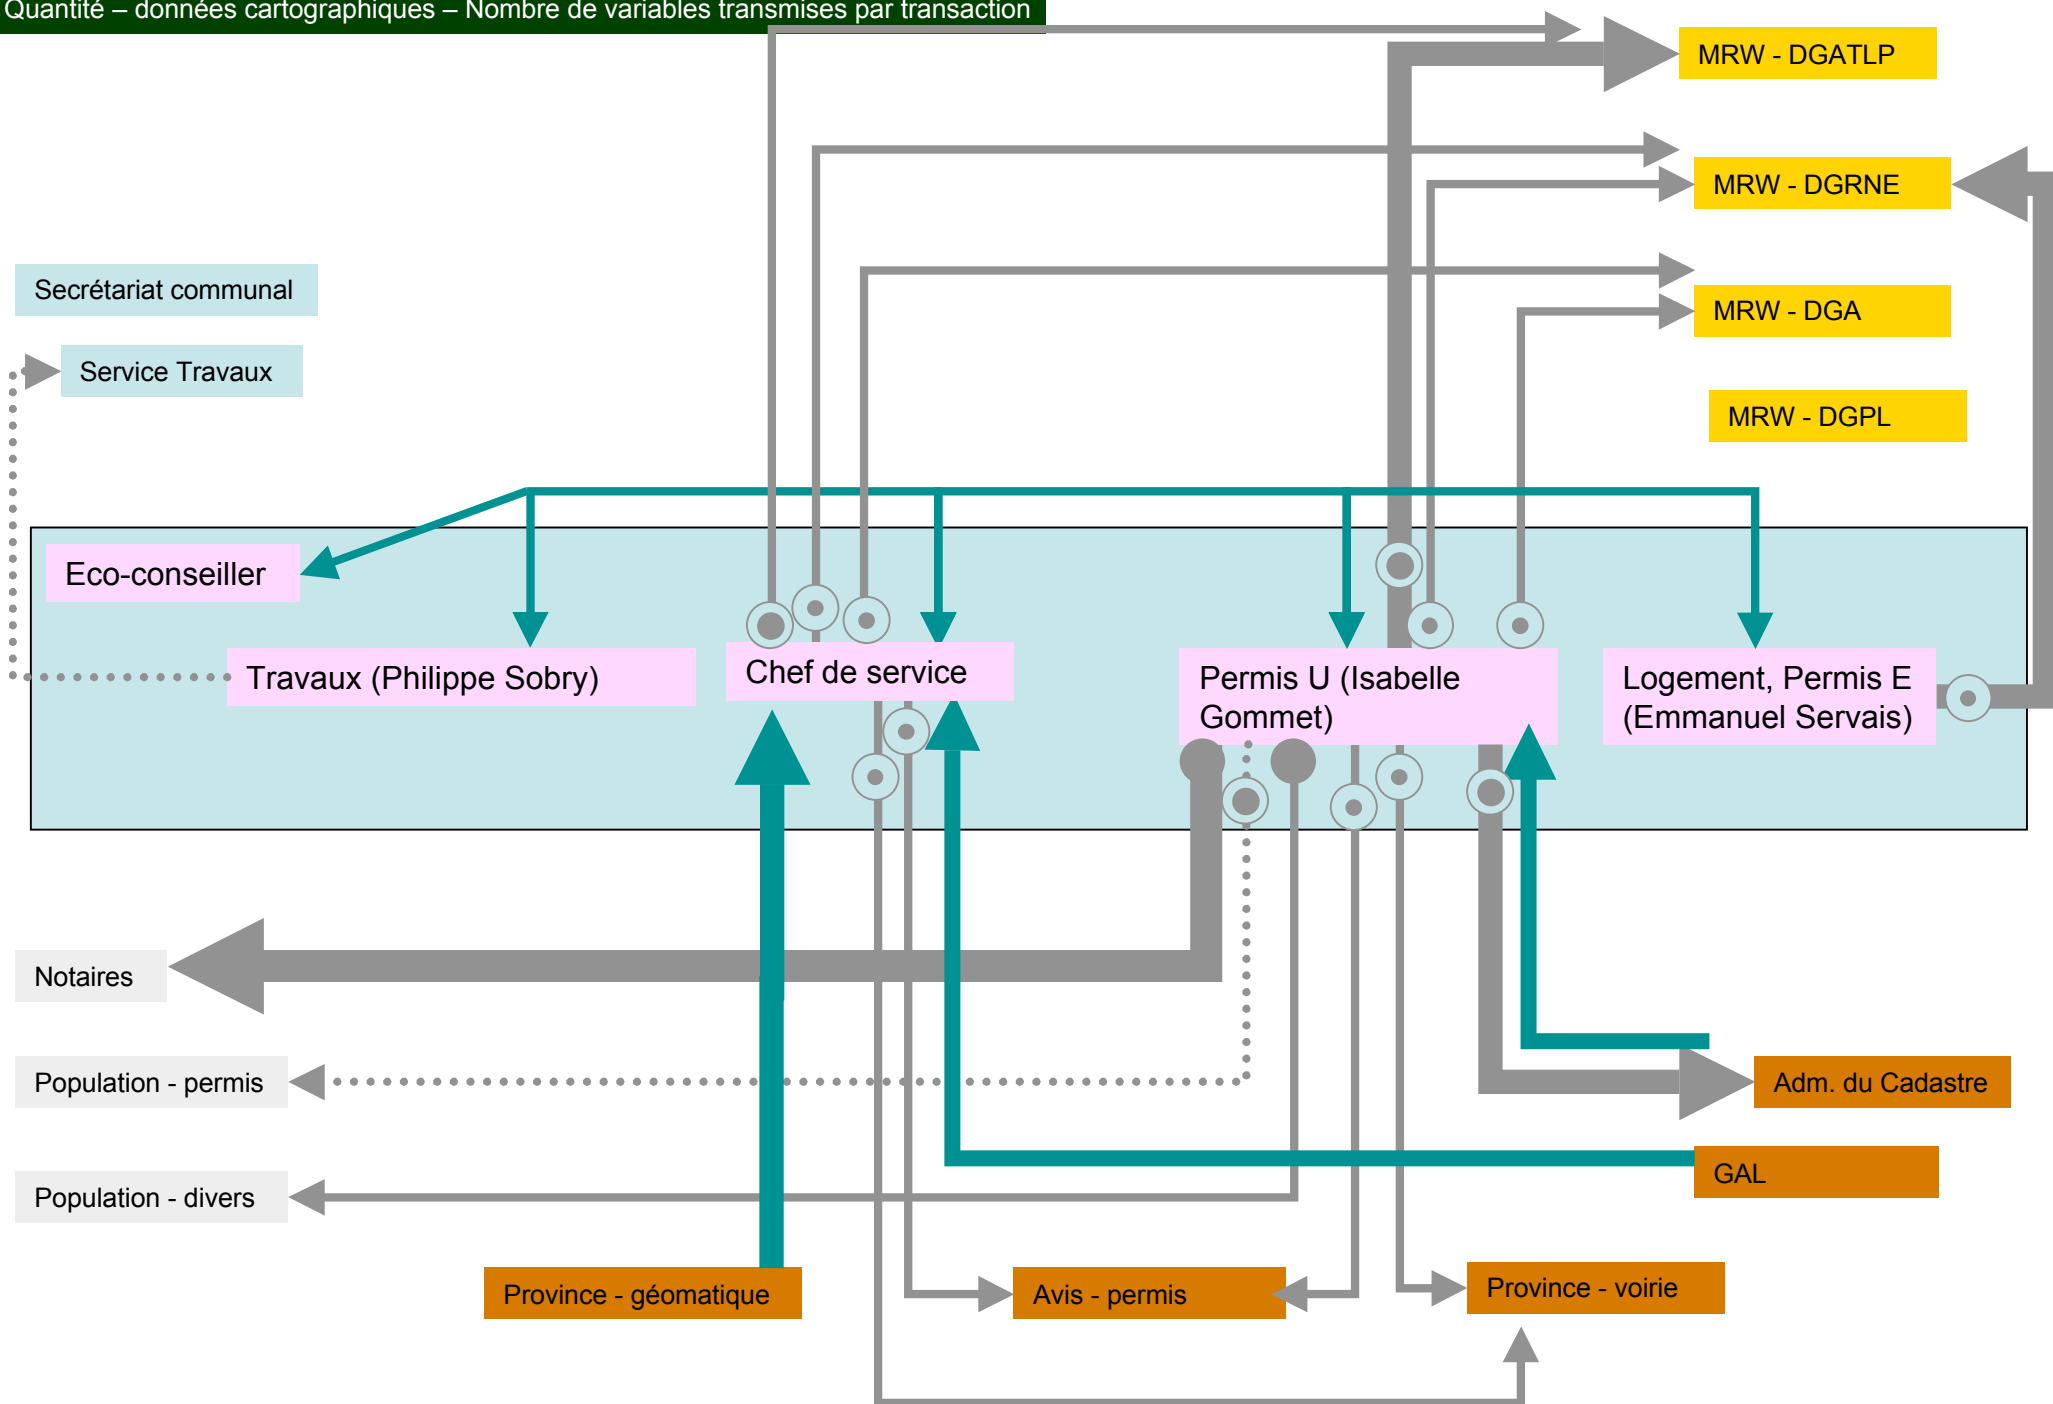 Quantité – données cartographiques – Nombre de variables transmises par transaction
MRW - DGATLP
MRW - DGRNE
Secrétariat communal
MRW - DGA
Service Travaux
MRW - DGPL
Eco-conseiller
Travaux (Philippe Sobry)
Chef de service
Permis U (Isabelle
Gommet)
Logement, Permis E
(Emmanuel Servais)
Notaires
Population - permis
Adm. du Cadastre
GAL
Population - divers
Province - géomatique
Avis - permis
Province - voirie